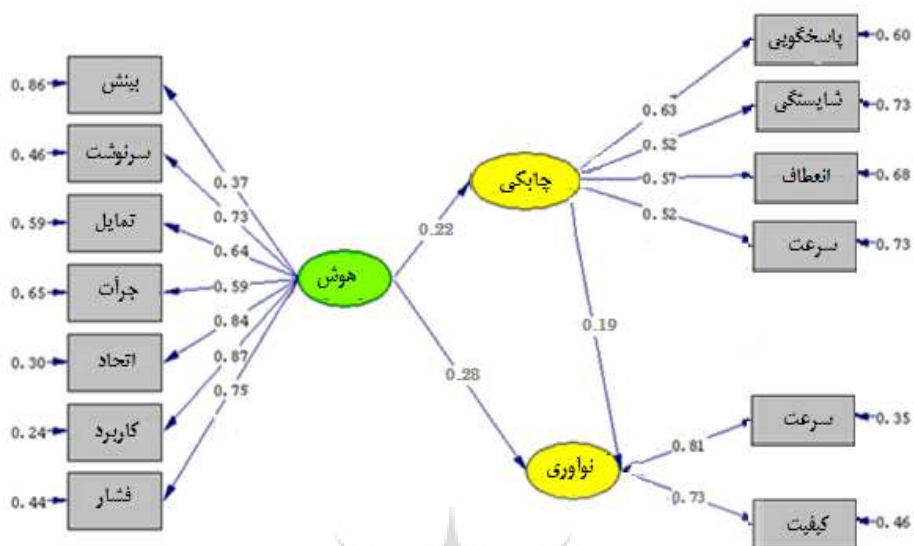 بینش
0.86
سرنوشت
0.46
تمایل
0.59
جرأت
0.65
اتحاد
0.30
کاربرد
0.24
فشار
0.44
0.37
0.73
0.64
0.59
0.84
0.87
0.75
هوش
0.22
0.28
چابکی
0.19
نوآوری
0.63
0.52
0.57
0.52
پاسخگویی
0.60
شایستگی
0.73
انعطاف
0.68
سرعت
0.73
0.81
0.73
سرعت
0.35
کیفیت
0.46